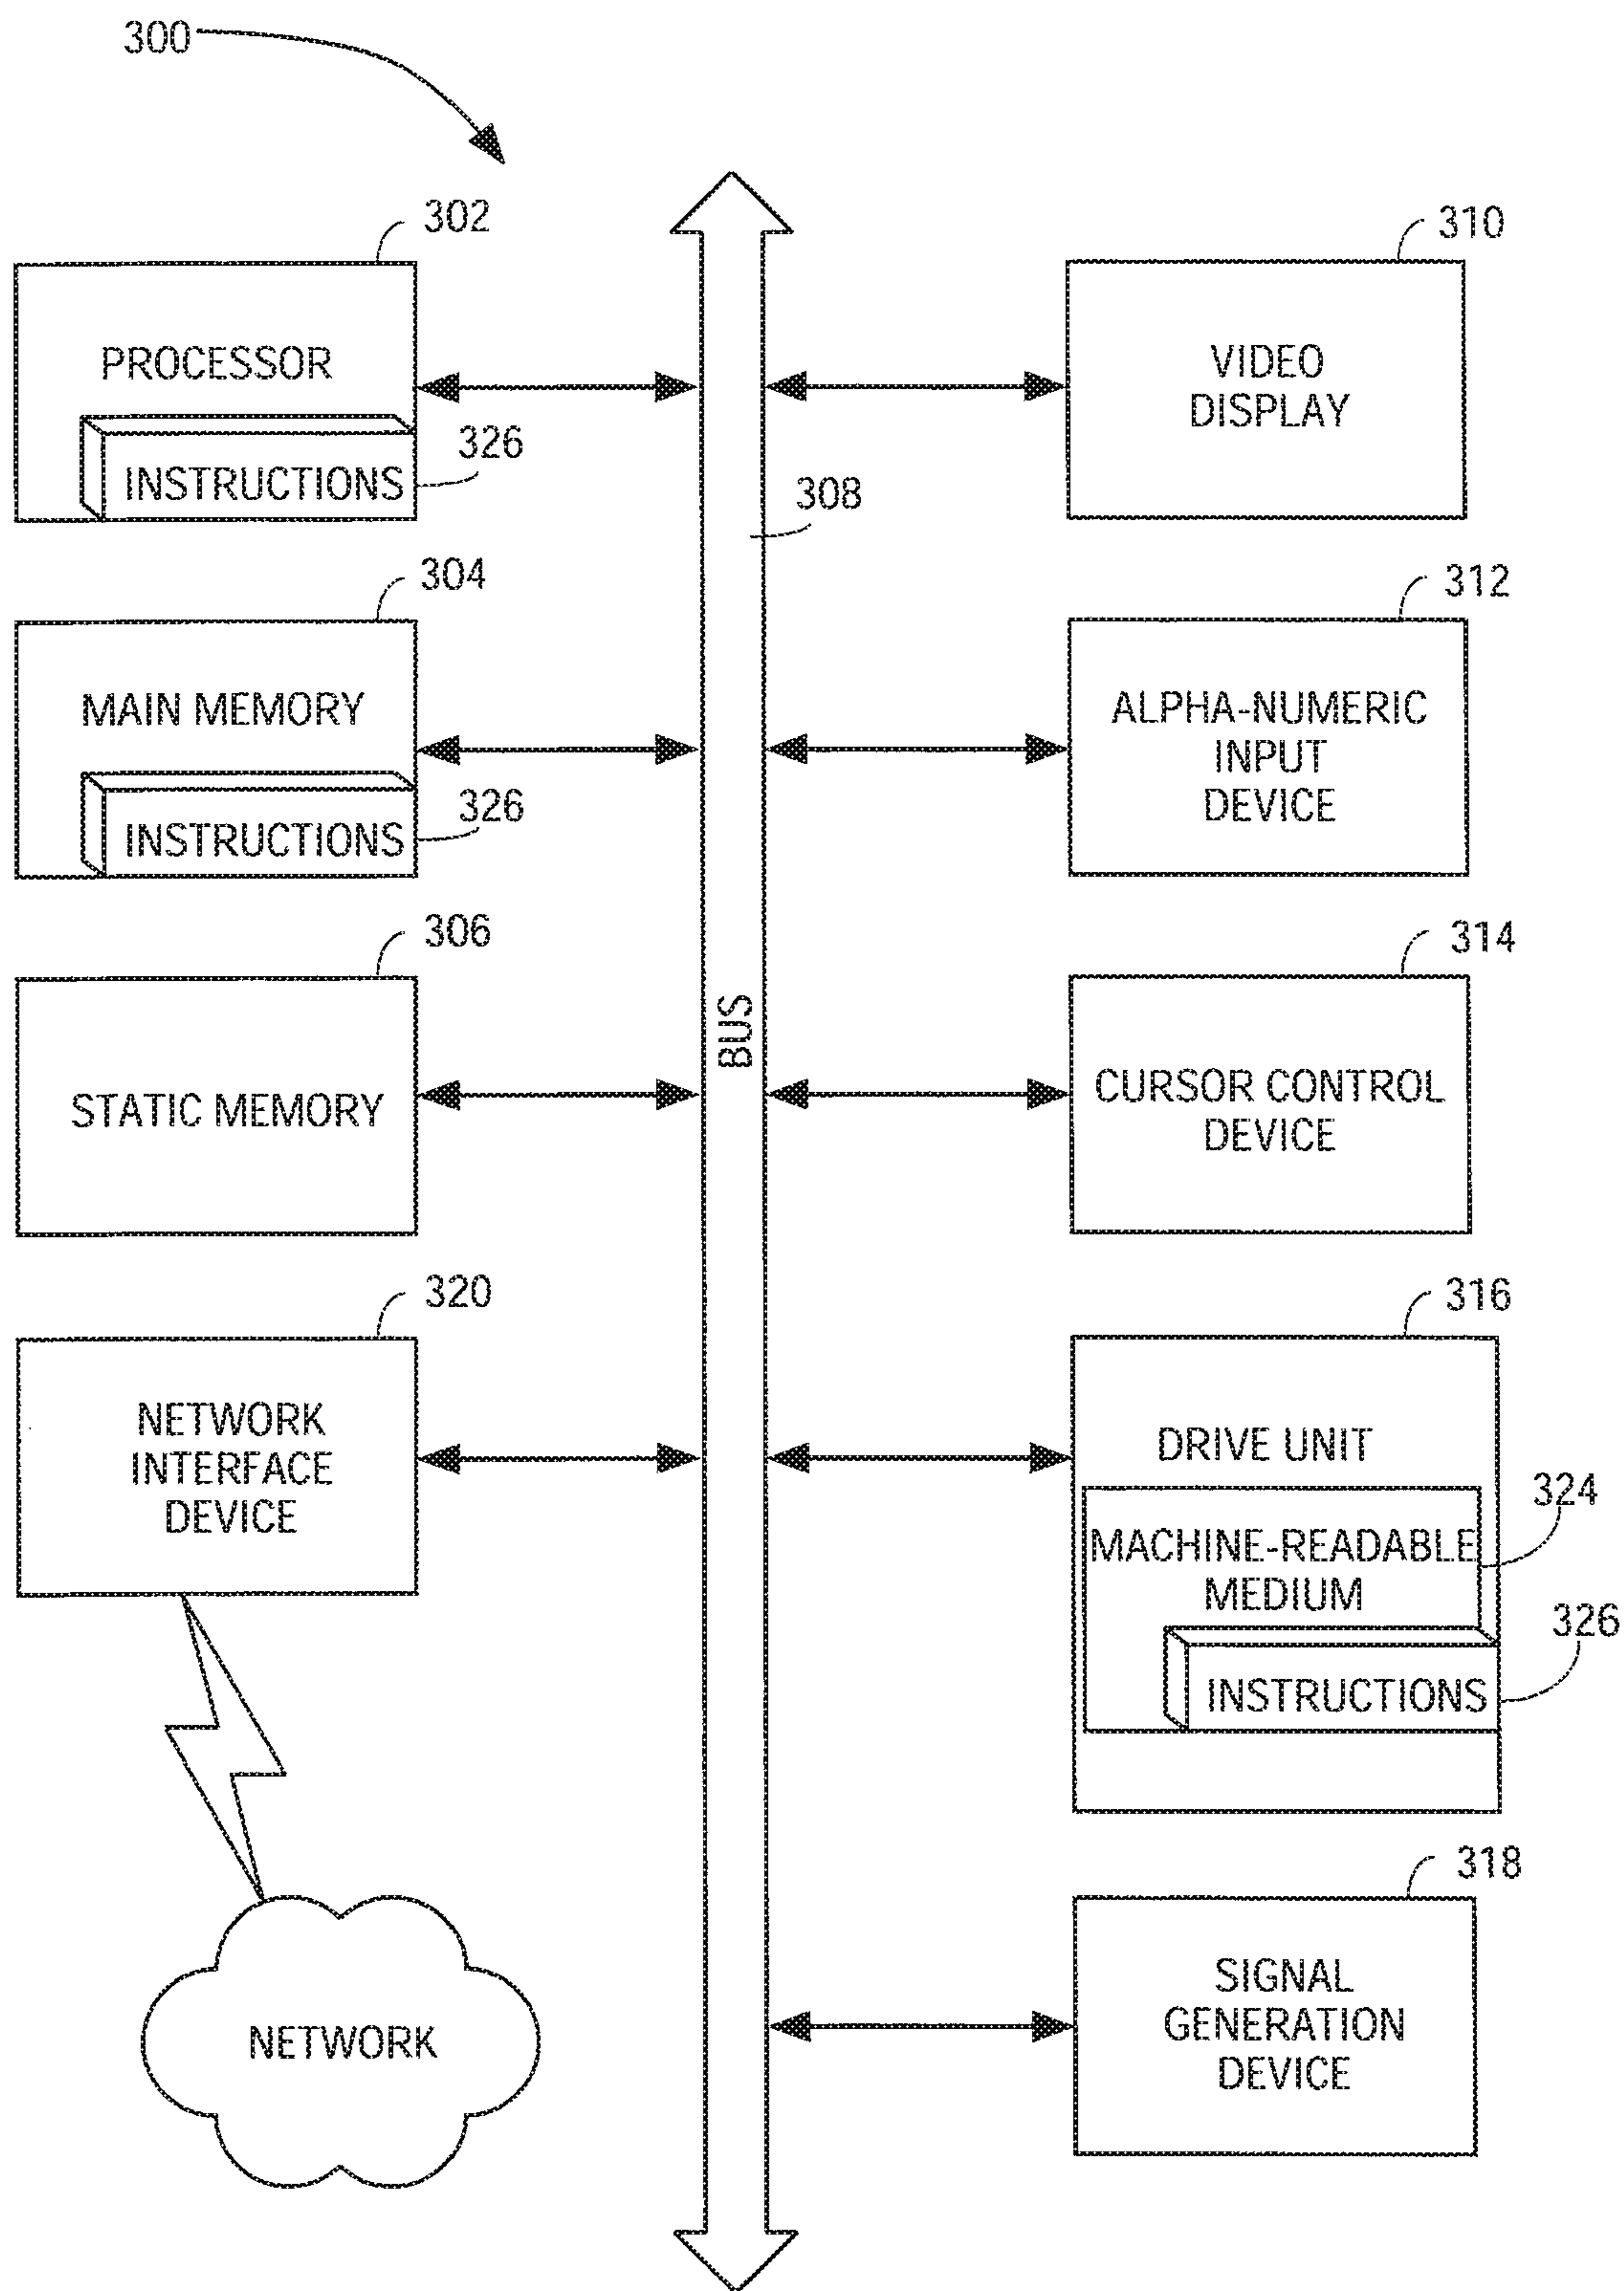 300
302
PROCESSOR
326
INSTRUCTIONS
304
MAIN MEMORY
326
INSTRUCTIONS
306
STATIC MEMORY
320
NETWORK
INTERFACE
DEVICE
NETWORK
308
BUS
310
VIDEO
DISPLAY
312
ALPHA-NUMERIC
INPUT
DEVICE
314
CURSOR CONTROL
DEVICE
316
DRIVE UNIT
324
MACHINE-READABLE
MEDIUM
326
INSTRUCTIONS
318
SIGNAL
GENERATION
DEVICE